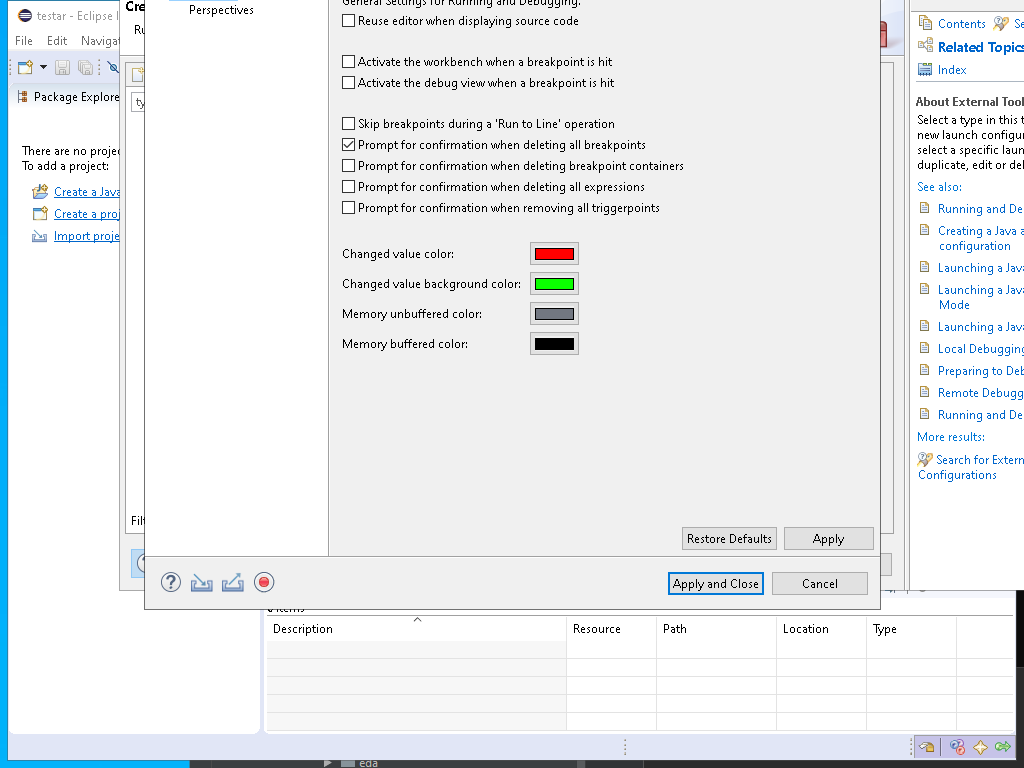 testar - Eclipse I
File Edit Navigat
Package Explore
There are no projec
To add a project:
Create a Java
Create a proj
Import proje
Cre
Ru
ty
Filt
Perspectives
General Settings for Running and Debugging.
Reuse editor when displaying source code
Activate the workbench when a breakpoint is hit
Activate the debug view when a breakpoint is hit
Skip breakpoints during a 'Run to Line' operation
Prompt for confirmation when deleting all breakpoints
Prompt for confirmation when deleting breakpoint containers
Prompt for confirmation when deleting all expressions
Prompt for confirmation when removing all triggerpoints
Changed value color:
Changed value background color:
Memory unbuffered color:
Memory buffered color:
Restore Defaults Apply
Apply and Close Cancel
Contents Se
Related Topics
Index
About External Tool
Select a type in this t
new launch configur
select a specific laun
duplicate, edit or del
See also:
Running and De
Creating a Java a
configuration
Launching a Java
Launching a Java
Mode
Launching a Java
Local Debugging
Preparing to Deb
Remote Debugg
Running and De
More results:
Search for Extern
Configurations
items
Description Resource Path Location Type
eda